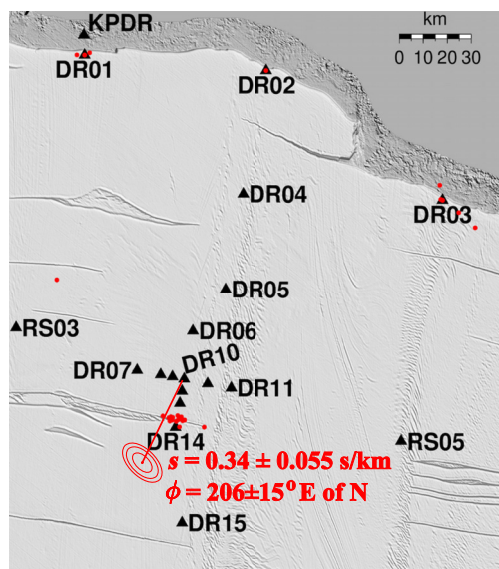 KPDR
km
0 10 20 30
DR01
DR02
DR03
DR04
DR05
RS03
DR06
DR07
DR10
DR11
DR14
RS05
s = 0.34 ± 0.055 s/km
ϕ = 206±15° E of N
DR15